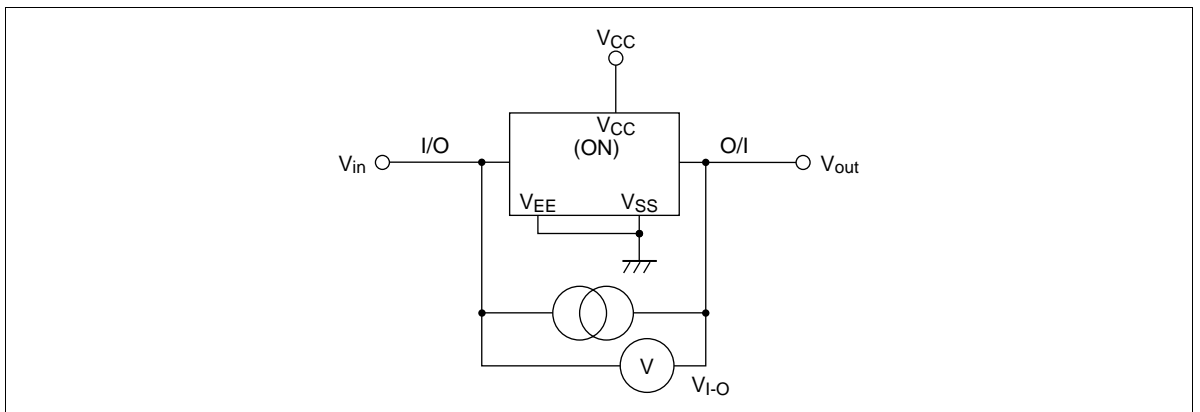 VCC
VCC
(ON)
I/O
O/I
Vin
Vout
VEE
VSS
V
VI-O